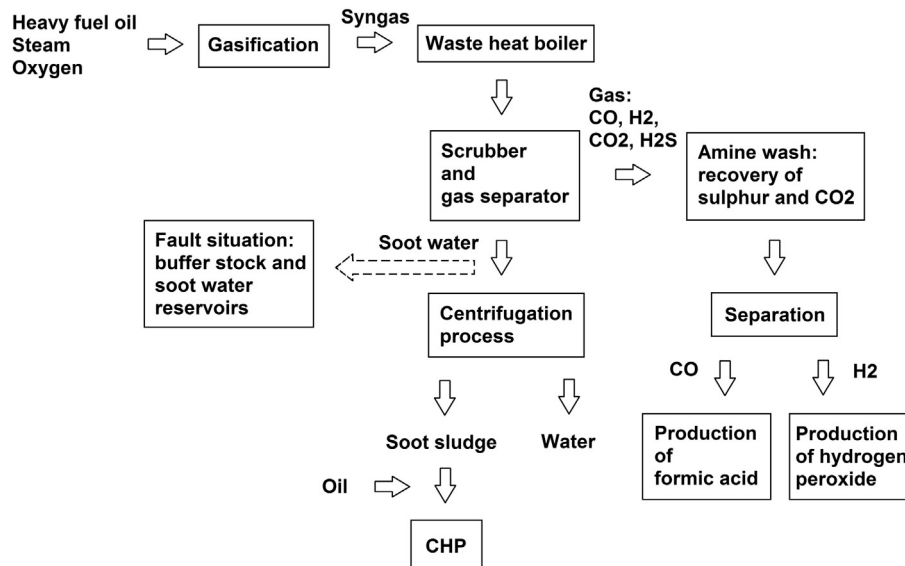 Heavy fuel oil
Steam
Oxygen
Gasification
Syngas
Waste heat boiler
Gas:
CO, H2,
CO2, H2S
Scrubber
and
gas separator
Amine wash:
recovery of
sulphur and CO2
Fault situation:
buffer stock and
soot water
reservoirs
Soot water
Centrifugation
process
Separation
CO
H2
Soot sludge
Water
Production
of
formic acid
Production
of hydrogen
peroxide
Oil
CHP